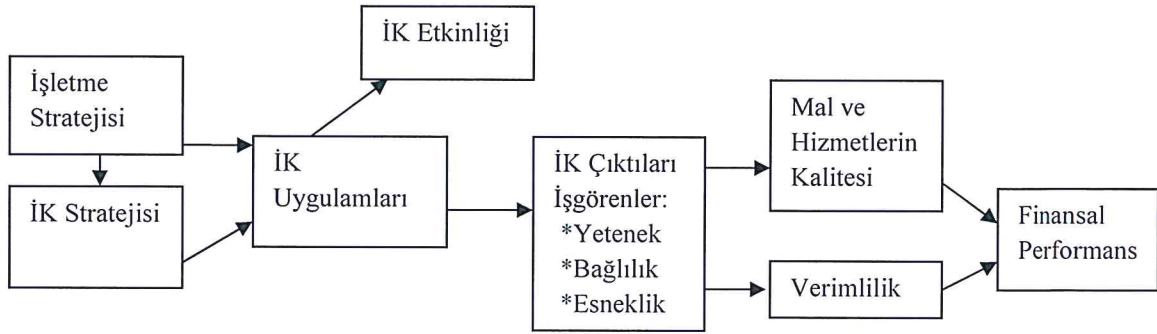 İK Etkinliği
İşletme
Stratejisi
İK Stratejisi
İK
Uygulamları
İK Çıktıları
İşgörenler:
*Yetenek
*Bağlılık
*Esneklik
Mal ve
Hizmetlerin
Kalitesi
Verimlilik
Finansal
Performans